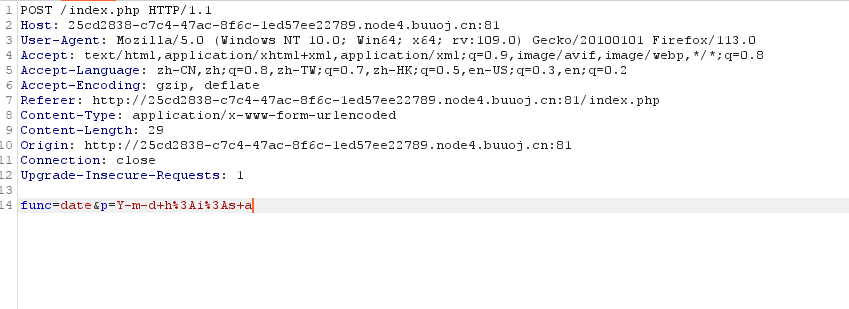 1 POST /index.php HTTP/1.1
2 Host: 25cd2838-c7c4-47ac-8f6c-1ed57ee22789.node4.buuoj.cn:81
3 User-Agent: Mozilla/5.0 (Windows NT 10.0; Win64; x64; rv:109.0) Gecko/20100101 Firefox/113.0
4 Accept: text/html,application/xhtml+xml,application/xml;q=0.9,image/avif,image/webp,*/*;q=0.8
5 Accept-Language: zh-CN,zh;q=0.8,zh-TW;q=0.7,zh-HK;q=0.5,en-US;q=0.3,en;q=0.2
6 Accept-Encoding: gzip, deflate
7 Referer: http://25cd2838-c7c4-47ac-8f6c-1ed57ee22789.node4.buuoj.cn:81/index.php
8 Content-Type: application/x-www-form-urlencoded
9 Content-Length: 29
10 Origin: http://25cd2838-c7c4-47ac-8f6c-1ed57ee22789.node4.buuoj.cn:81
11 Connection: close
12 Upgrade-Insecure-Requests: 1
13
14 func=date&p=Y-m-d+h%3Ai%3As+a